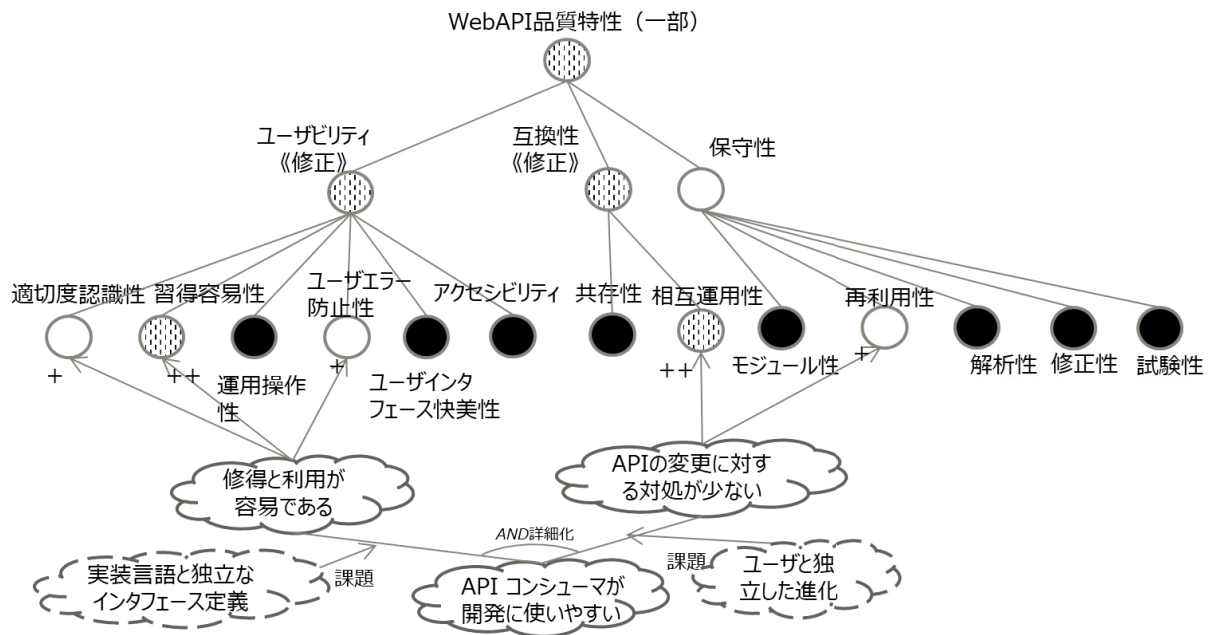 WebAPI品質特性（一部）
ユーザビリティ
《修正》
互換性
《修正》
保守性
適切度認識性
習得容易性
ユーザエラー
防止性
アクセシビリティ
共存性
相互運用性
再利用性
+
++
運用操作
性
+
ユーザインタ
フェース快美性
++
モジュール性
+
解析性
修正性
試験性
修得と利用が
容易である
APIの変更に対す
る対処が少ない
AND詳細化
実装言語と独立な
インタフェース定義
課題
API コンシューマが
開発に使いやすい
課題
ユーザと独
立した進化